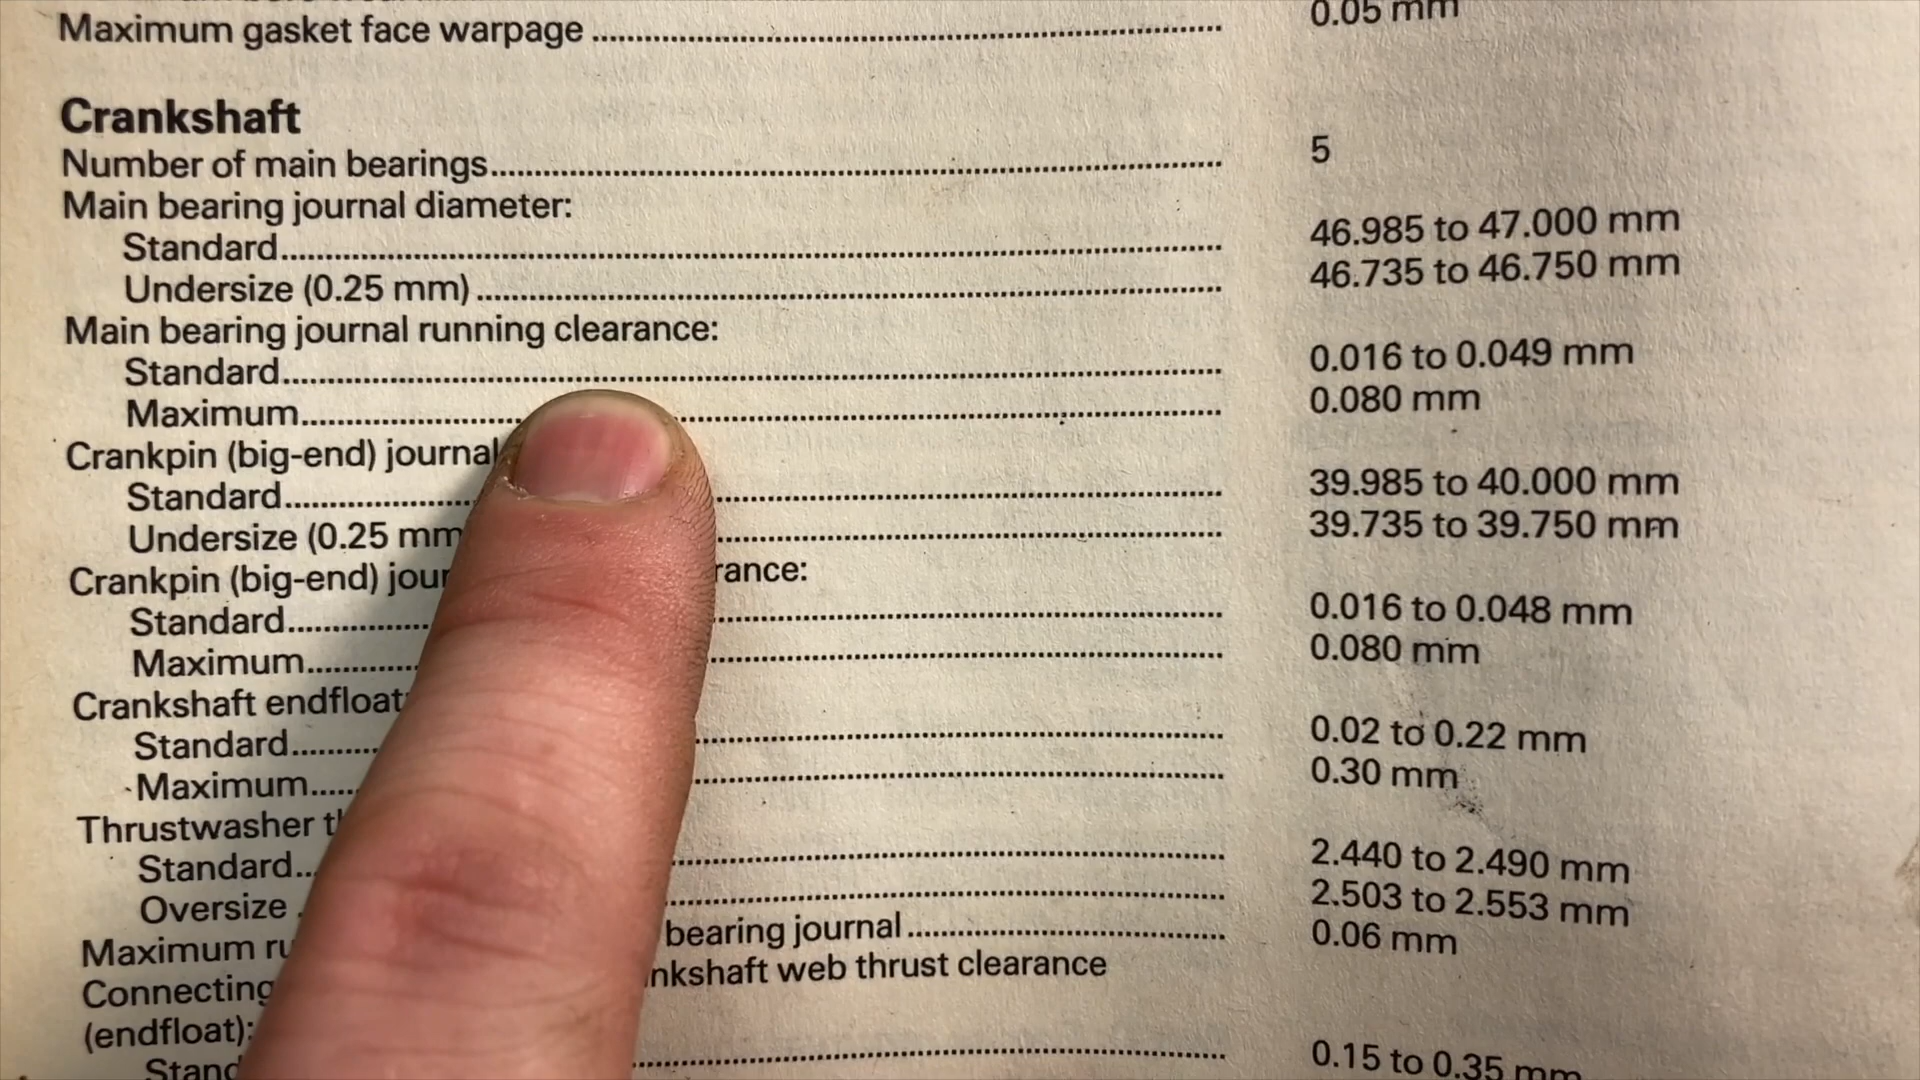 Maximum gasket face warpage ........ 0.05 mm
Crankshaft
Number of main bearings........ 5
Main bearing journal diameter:
Standard........ 46.985 to 47.000 mm
Undersize (0.25 mm) ........ 46.735 to 46.750 mm
Main bearing journal running clearance:
Standard........ 0.016 to 0.049 mm
Maximum........ 0.080 mm
Crankpin (big-end) journal
Standard........ 39.985 to 40.000 mm
Undersize (0.25 mm ........ 39.735 to 39.750 mm
Crankpin (big-end) rance:
Standard........ 0.016 to 0.048 mm
Maximum........ 0.080 mm
Crankshaft endfloat:
Standard........ 0.02 to 0.22 mm
Maximum........ 0.30 mm
Thrustwasher
Standard........ 2.440 to 2.490 mm
Oversize ........ 2.503 to 2.553 mm
Maximum bearing journal ........ 0.06 mm
Connecting nkshaft web thrust clearance
(endfloat):
Stand ........ 0.15 to 0.35 mm